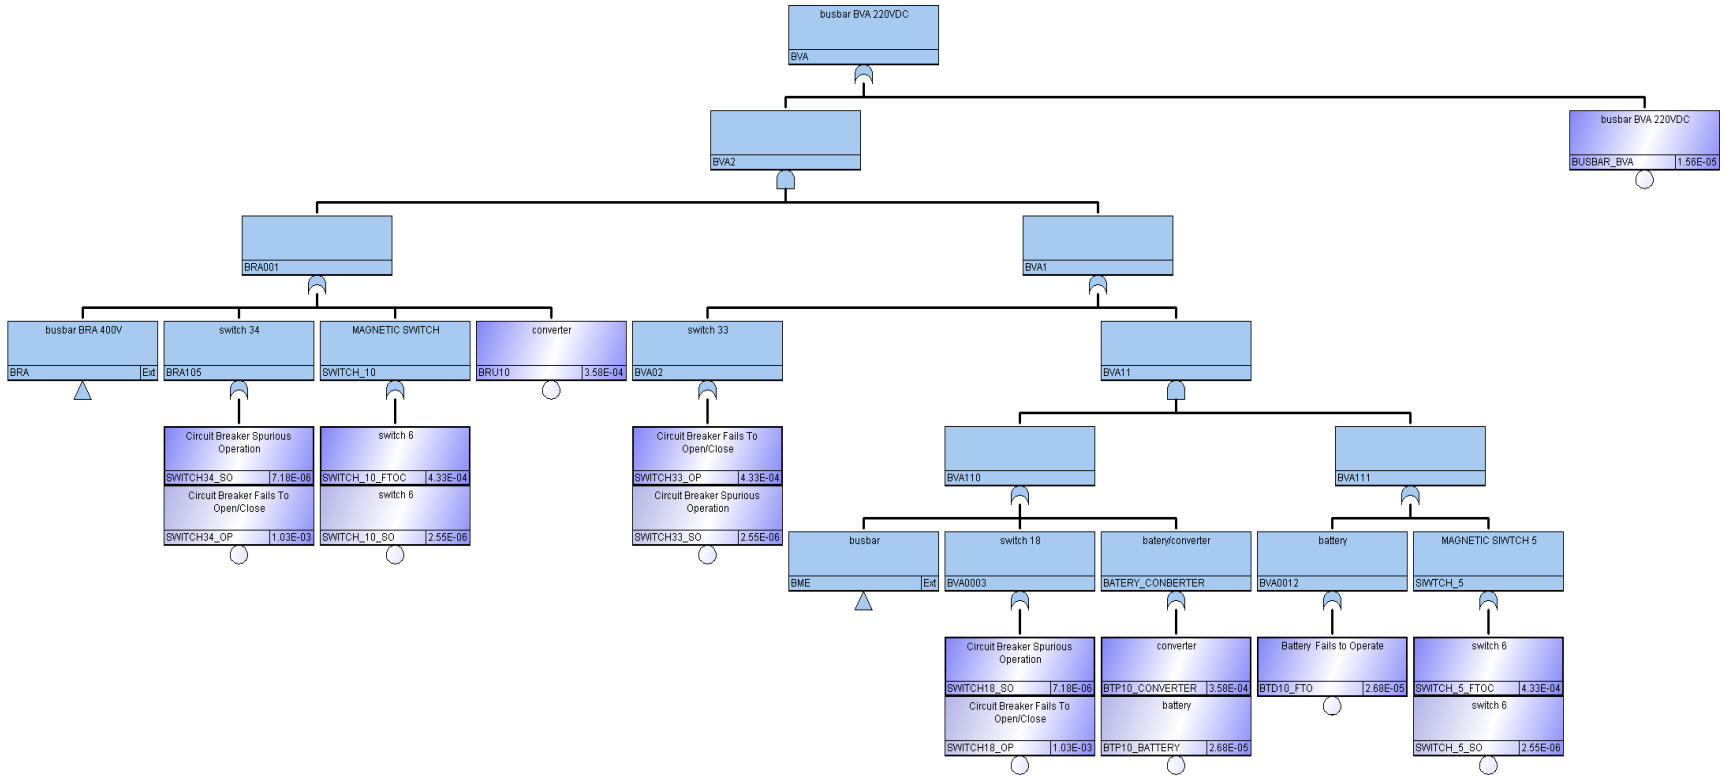 busbar BVA 220VDC
BVA
BVA2
busbar BVA 220VDC
BUSBAR_BVA 1.56E-05
BRA001
BVA1
busbar BRA 400V
BRA Ext
switch 34
BRA105
MAGNETIC SWITCH
SWITCH_10
converter
BRU10 3.58E-04
switch 33
BVA02
BVA11
Circuit Breaker Spurious
Operation
SWITCH34_SO 7.18E-06
Circuit Breaker Fails To
Open/Close
SWITCH34_OP 1.03E-03
switch 6
SWITCH_10_FTOC 4.33E-04
switch 6
SWITCH_10_SO 2.55E-06
Circuit Breaker Fails To
Open/Close
SWITCH33_OP 4.33E-04
Circuit Breaker Spurious
Operation
SWITCH33_SO 2.55E-06
BVA110
BVA111
busbar
BME Ext
switch 18
BVA0003
batery/converter
BATERY_CONBERTER
battery
BVA0012
MAGNETIC SIWTCH 5
SIWTCH_5
Circuit Breaker Spurious
Operation
SWITCH18_SO 7.18E-06
Circuit Breaker Fails To
Open/Close
SWITCH18_OP 1.03E-03
converter
BTP10_CONVERTER 3.58E-04
battery
BTP10_BATTERY 2.68E-05
Battery Fails to Operate
BTD10_FTO 2.68E-05
switch 6
SWITCH_5_FTOC 4.33E-04
switch 6
SWITCH_5_SO 2.55E-06